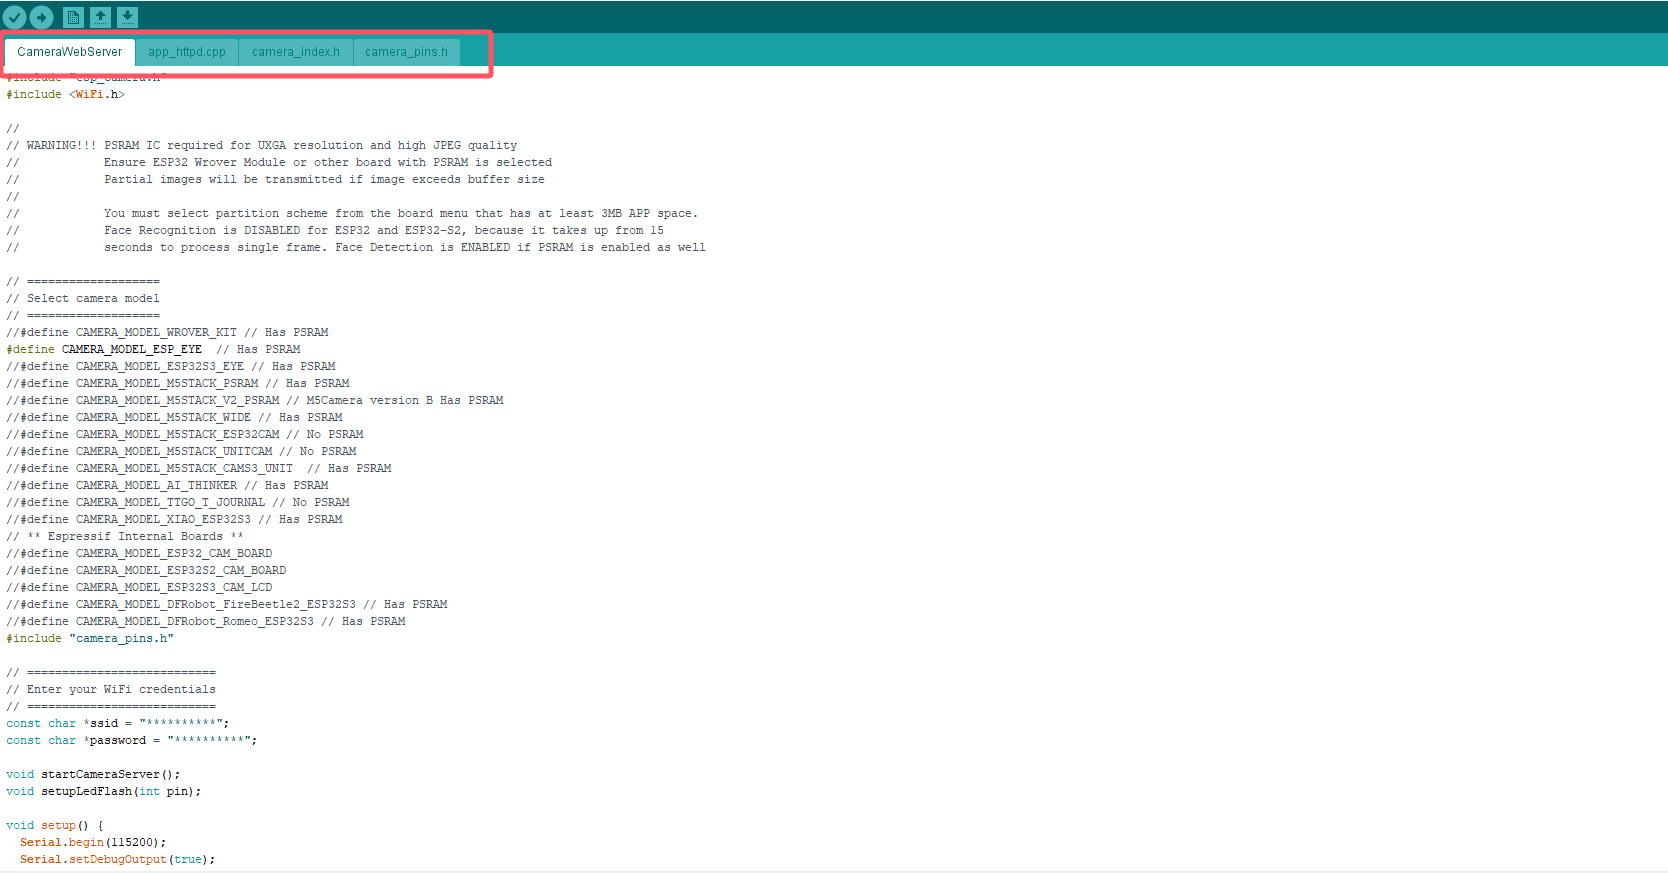 CameraWebServer app_httpd.cpp camera_index.h camera_pins.h
#include "esp_camera.h"
#include <WiFi.h>
//
// WARNING!!! PSRAM IC required for UXGA resolution and high JPEG quality
//            Ensure ESP32 Wrover Module or other board with PSRAM is selected
//            Partial images will be transmitted if image exceeds buffer size
//
//            You must select partition scheme from the board menu that has at least 3MB APP space.
//            Face Recognition is DISABLED for ESP32 and ESP32-S2, because it takes up from 15
//            seconds to process single frame. Face Detection is ENABLED if PSRAM is enabled as well
// ===================
// Select camera model
// ===================
//#define CAMERA_MODEL_WROVER_KIT // Has PSRAM
#define CAMERA_MODEL_ESP_EYE  // Has PSRAM
//#define CAMERA_MODEL_ESP32S3_EYE // Has PSRAM
//#define CAMERA_MODEL_M5STACK_PSRAM // Has PSRAM
//#define CAMERA_MODEL_M5STACK_V2_PSRAM // M5Camera version B Has PSRAM
//#define CAMERA_MODEL_M5STACK_WIDE // Has PSRAM
//#define CAMERA_MODEL_M5STACK_ESP32CAM // No PSRAM
//#define CAMERA_MODEL_M5STACK_UNITCAM // No PSRAM
//#define CAMERA_MODEL_M5STACK_CAMS3_UNIT  // Has PSRAM
//#define CAMERA_MODEL_AI_THINKER // Has PSRAM
//#define CAMERA_MODEL_TTGO_T_JOURNAL // No PSRAM
//#define CAMERA_MODEL_XIAO_ESP32S3 // Has PSRAM
// ** Espressif Internal Boards **
//#define CAMERA_MODEL_ESP32_CAM_BOARD
//#define CAMERA_MODEL_ESP32S2_CAM_BOARD
//#define CAMERA_MODEL_ESP32S3_CAM_LCD
//#define CAMERA_MODEL_DFRobot_FireBeetle2_ESP32S3 // Has PSRAM
//#define CAMERA_MODEL_DFRobot_Romeo_ESP32S3 // Has PSRAM
#include "camera_pins.h"
// ===========================
// Enter your WiFi credentials
// ===========================
const char *ssid = "**********";
const char *password = "**********";
void startCameraServer();
void setupLedFlash(int pin);
void setup() {
  Serial.begin(115200);
  Serial.setDebugOutput(true);